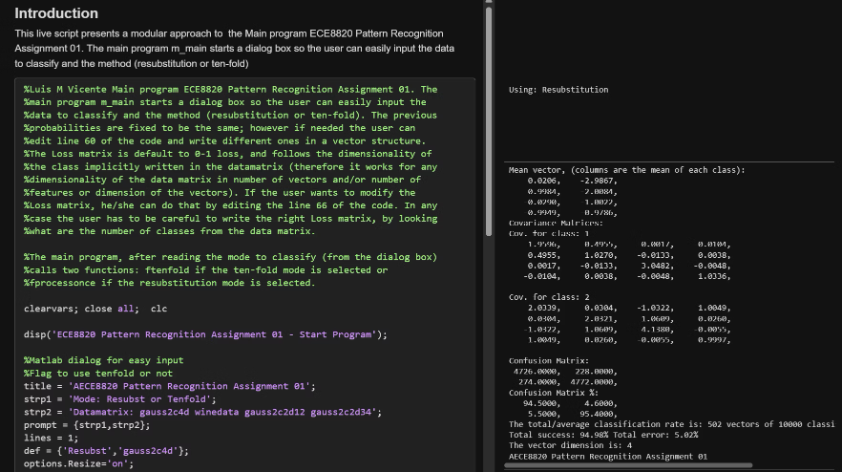 Introduction
This live script presents a modular approach to the Main program ECE8820 Pattern Recognition
Assignment 01. The main program m_main starts a dialog box so the user can easily input the data
to classify and the method (resubstitution or ten-fold)
%Luis M Vicente Main program ECE8820 Pattern Recognition Assignment 01. The
%main program m_main starts a dialog box so the user can easily input the
%data to classify and the method (resubstitution or ten-fold). The previous
%probabilities are fixed to be the same; however if needed the user can
%edit line 60 of the code and write different ones in a vector structure.
%The Loss matrix is default to 0-1 loss, and follows the dimensionality of
%the class implicitly written in the datamatrix (therefore it works for any
%dimensionality of the data matrix in number of vectors and/or number of
%features or dimension of the vectors). If the user wants to modify the
%Loss matrix, he/she can do that by editing the line 66 of the code. In any
%case the user has to be careful to write the right Loss matrix, by looking
%what are the number of classes from the data matrix.
%The main program, after reading the mode to classify (from the dialog box)
%calls two functions: ftenfold if the ten-fold mode is selected or
%fprocessonce if the resubstitution mode is selected.
clearvars; close all; clc
disp('ECE8820 Pattern Recognition Assignment 01 - Start Program');
%Matlab dialog for easy input
%Flag to use tenfold or not
title = 'AECE8820 Pattern Recognition Assignment 01';
strp1 = 'Mode: Resubst or Tenfold';
strp2 = 'Datamatrix: gauss2c4d winedata gauss2c2d12 gauss2c2d34';
prompt = {strp1,strp2};
lines = 1;
def = {'Resubst','gauss2c4d'};
options.Resize='on';
Using: Resubstitution
Mean vector, (columns are the mean of each class):
0.0206, -2.9867,
0.9984, 2.0084,
0.0290, -1.0022,
0.9949, 0.9786,
Covariance Matrices:
Cov. for class: 1
1.9596, 0.4955, 0.0017, 0.0104,
0.4955, 1.0270, -0.0133, 0.0038,
0.0017, -0.0133, 3.0482, -0.0048,
-0.0104, 0.0038, -0.0048, 1.0336,
Cov. for class: 2
2.0339, 0.0304, -1.0322, 1.0049,
0.0304, 2.0321, 1.0609, 0.0260,
-1.0322, 1.0609, 4.1380, -0.0055,
1.0049, 0.0260, -0.0055, 0.9997,
Confusion Matrix:
4726.0000, 228.0000,
274.0000, 4772.0000,
Confusion Matrix %:
94.5000, 4.6000,
5.5000, 95.4000,
The total/average classification rate is: 502 vectors of 10000 classi
Total success: 94.98% Total error: 5.02%
The vector dimension is: 4
AECE8820 Pattern Recognition Assignment 01